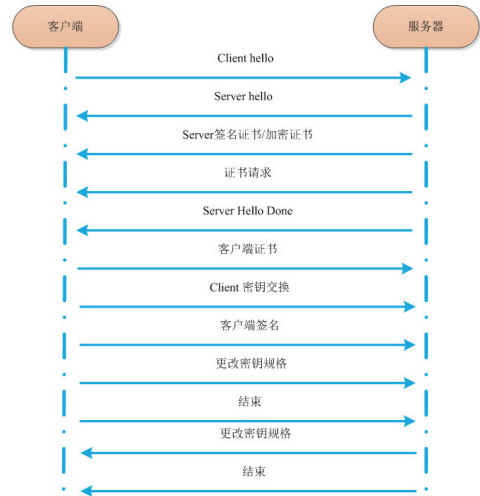 客户端
服务器
Client hello
Server hello
Server签名证书/加密证书
证书请求
Server Hello Done
客户端证书
Client 密钥交换
客户端签名
更改密钥规格
结束
更改密钥规格
结束